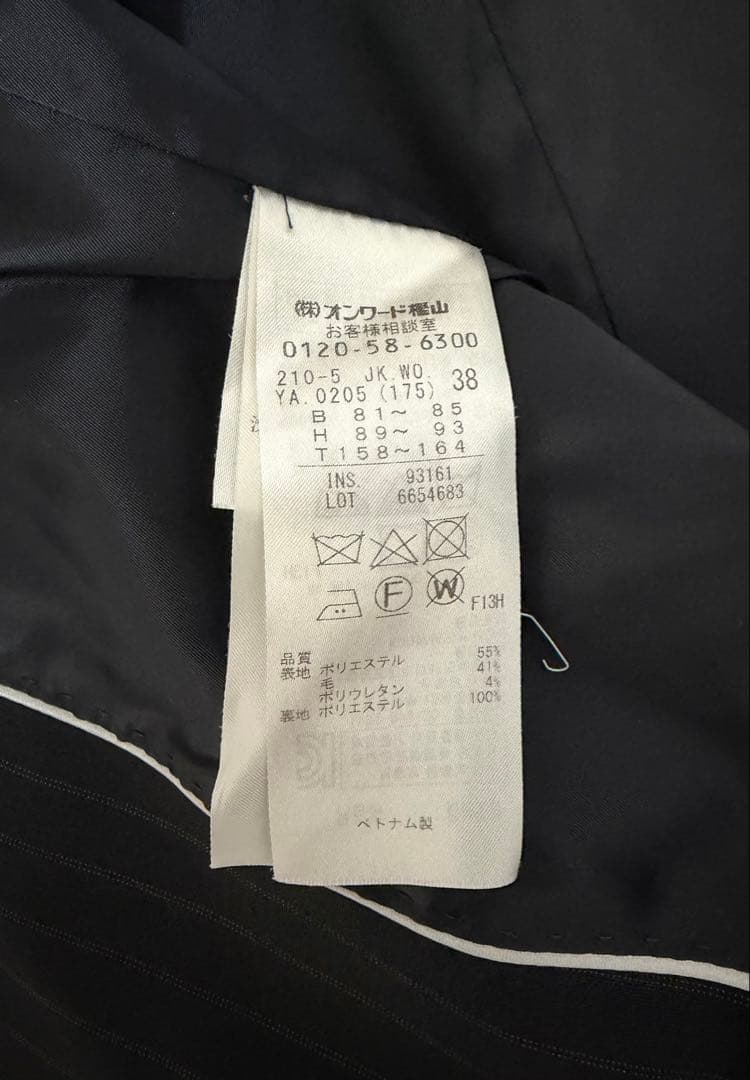 (株)オンワード樫山
お客様相談室
0120-58-6300
210-5 JK.WO. 38
YA.0205 (175)
B 81~ 85
H 89~ 93
T 158~164
INS. 93161
LOT 6654683
F
W
F13H
品質
表地 ポリエステル 55%
毛 41%
ポリウレタン 4%
裏地 ポリエステル 100%
ベトナム製